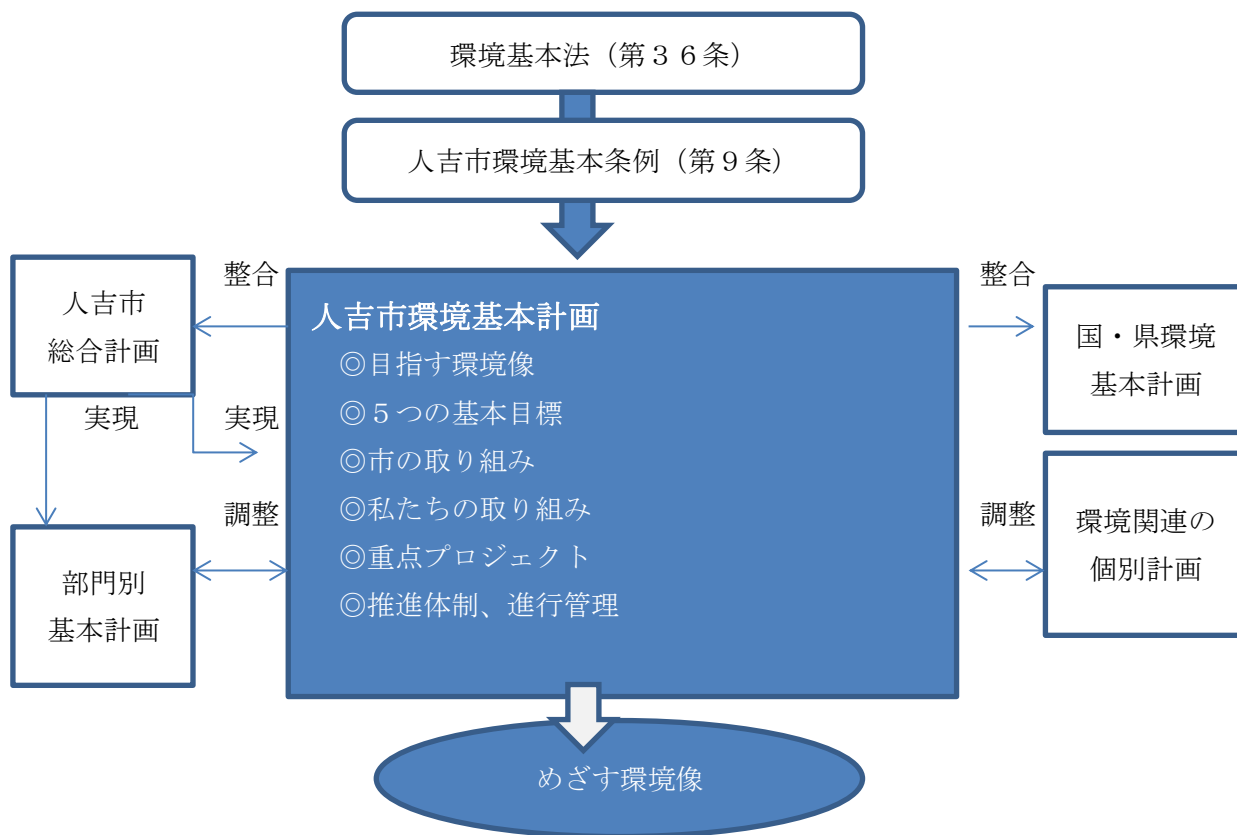 環境基本法（第３６条）
人吉市環境基本条例（第９条）
整合
人吉市
総合計画
実現
実現
調整
部門別
基本計画
人吉市環境基本計画
◎目指す環境像
◎５つの基本目標
◎市の取り組み
◎私たちの取り組み
◎重点プロジェクト
◎推進体制、進行管理
整合
国・県環境
基本計画
調整
環境関連の
個別計画
めざす環境像